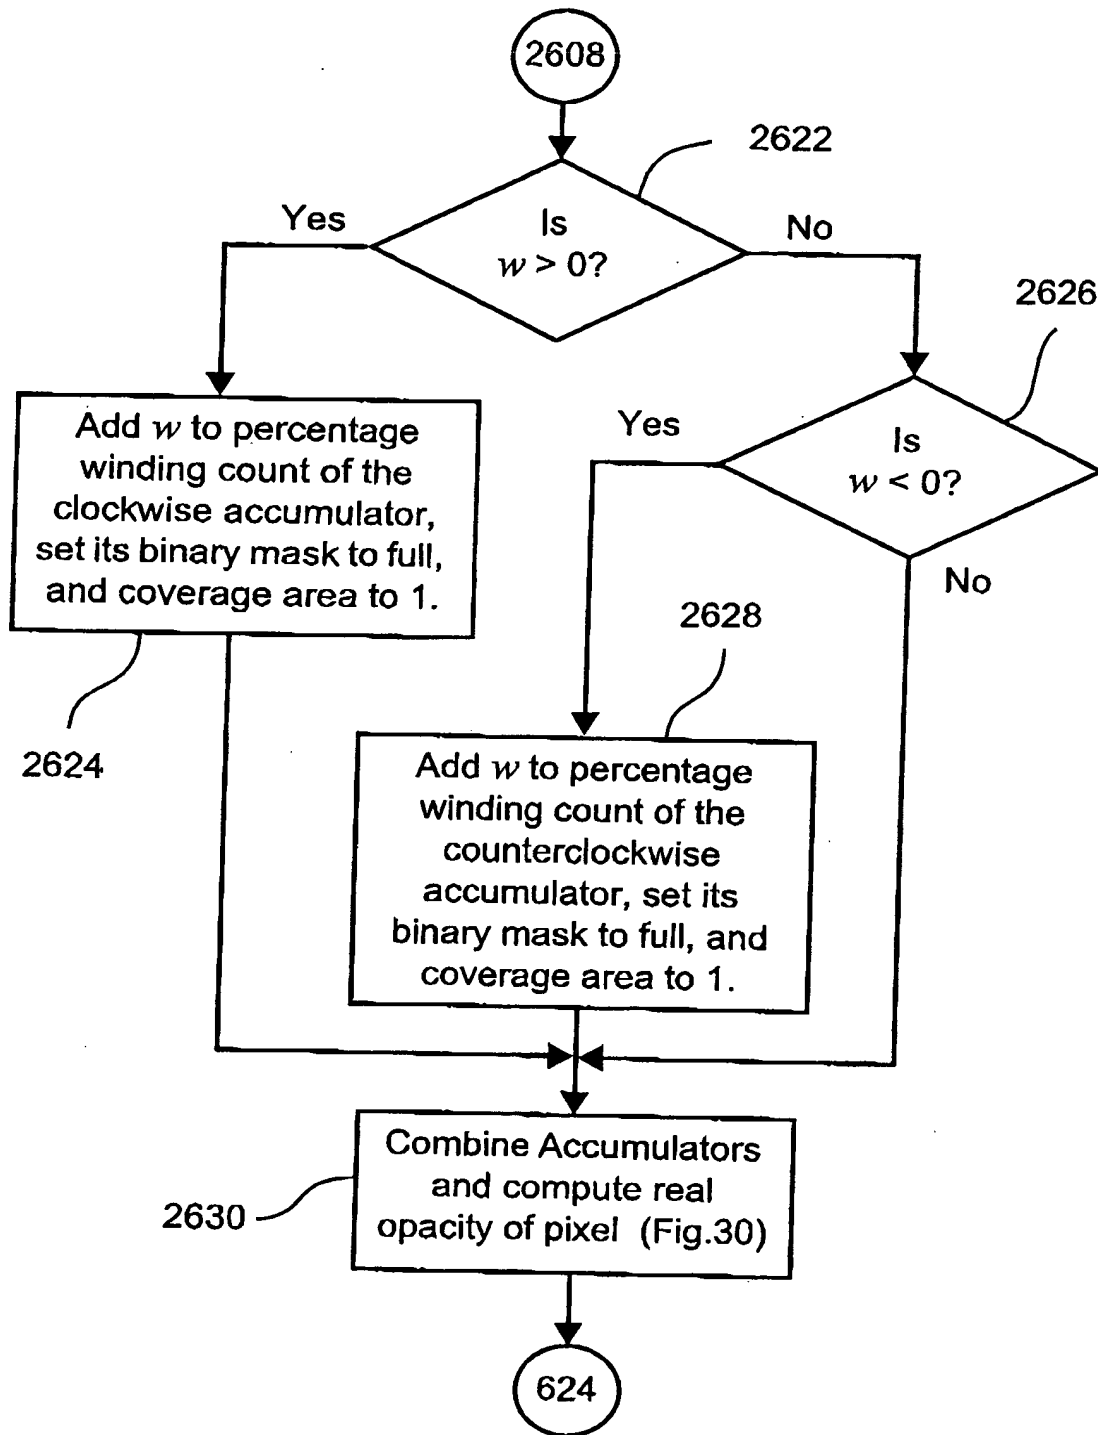 2608
2622
Yes
Is
w > 0?
No
2626
Add w to percentage
winding count of the
clockwise accumulator,
set its binary mask to full,
and coverage area to 1.
Yes
Is
w < 0?
No
2628
2624
Add w to percentage
winding count of the
counterclockwise
accumulator, set its
binary mask to full, and
coverage area to 1.
Combine Accumulators
and compute real
opacity of pixel (Fig.30)
2630
624